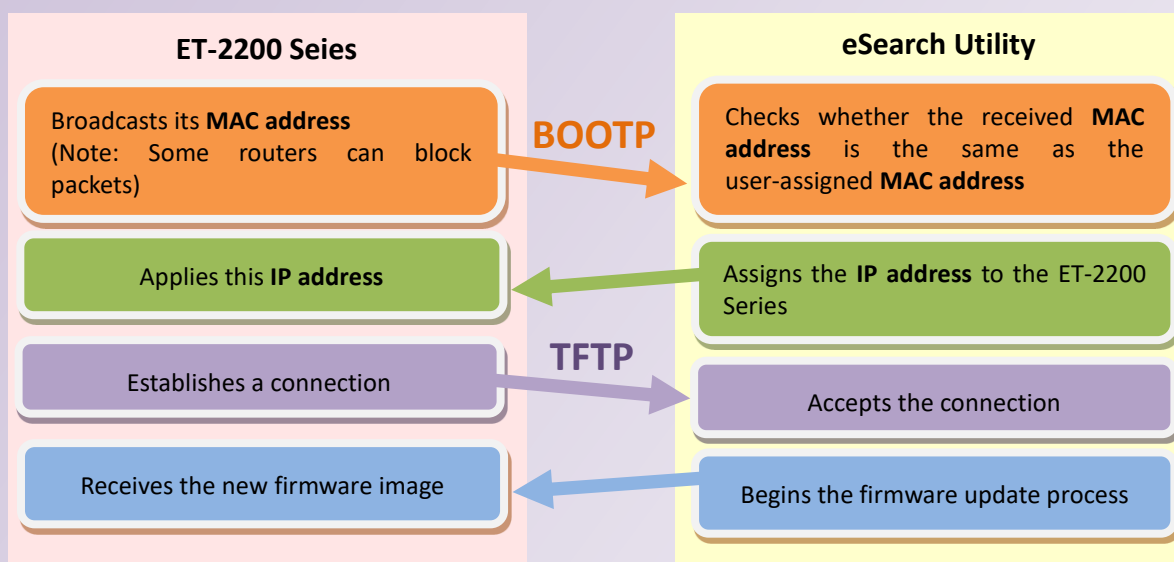 ET-2200 Seies
Broadcasts its MAC address
(Note: Some routers can block
packets)
Applies this IP address
Establishes a connection
Receives the new firmware image
BOOTP
TFTP
eSearch Utility
Checks whether the received MAC
address is the same as the
user-assigned MAC address
Assigns the IP address to the ET-2200
Series
Accepts the connection
Begins the firmware update process